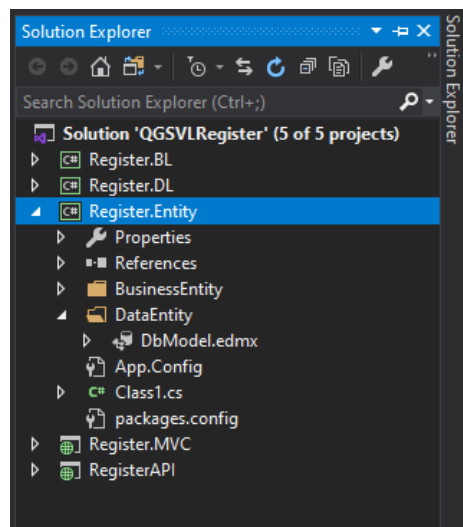 Solution Explorer
Search Solution Explorer (Ctrl+;)
Solution 'QGSVLRegister' (5 of 5 projects)
C# Register.BL
C# Register.DL
C# Register.Entity
Properties
References
BusinessEntity
DataEntity
DbModel.edmx
App.Config
C# Class1.cs
packages.config
Register.MVC
RegisterAPI
Solution Explorer